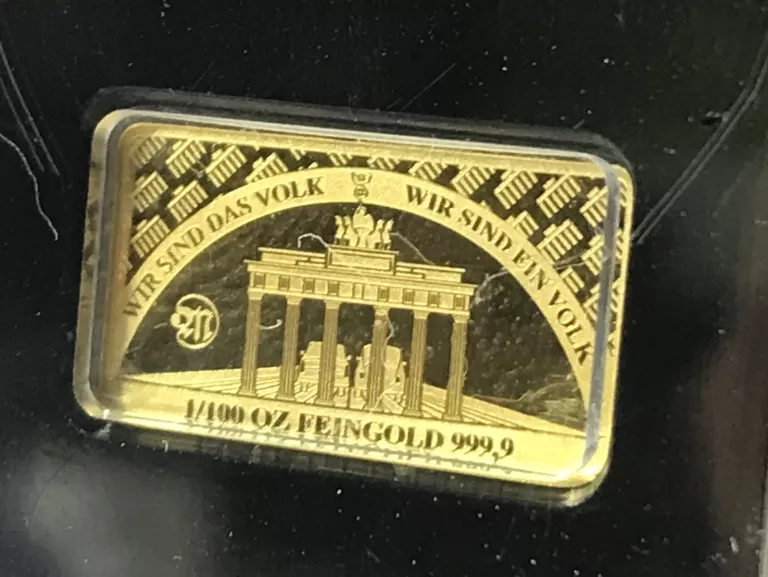 WIR SIND DAS VOLK WIR SIND EIN VOLK
1/100 OZ FEINGOLD 999,9